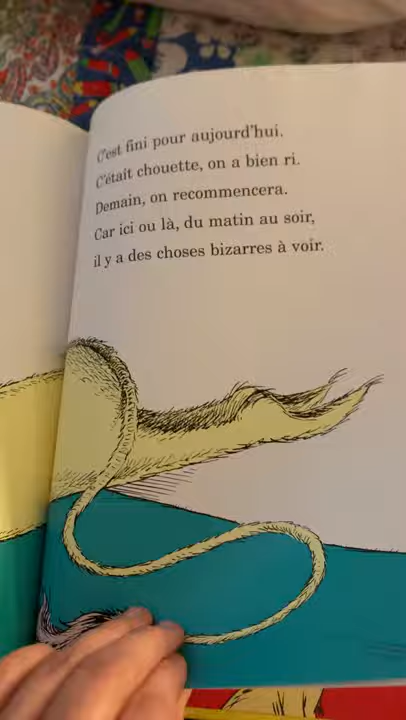 C'est fini pour aujourd'hui.
C'était chouette, on a bien ri.
Demain, on recommencera.
Car ici ou là, du matin au soir,
il y a des choses bizarres à voir.